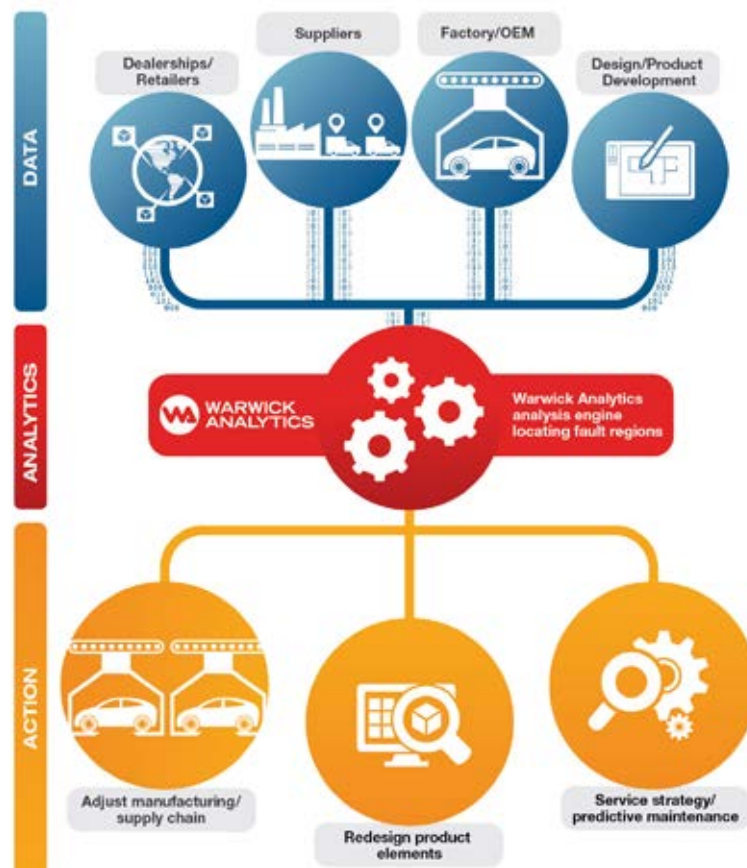 Suppliers
Factory/OEM
Dealerships/
Retailers
Design/Product
Development
DATA
ANALYTICS
WA
WARWICK
ANALYTICS
Warwick Analytics
analysis engine
locating fault regions
ACTION
Adjust manufacturing/
supply chain
Redesign product
elements
Service strategy/
predictive maintenance